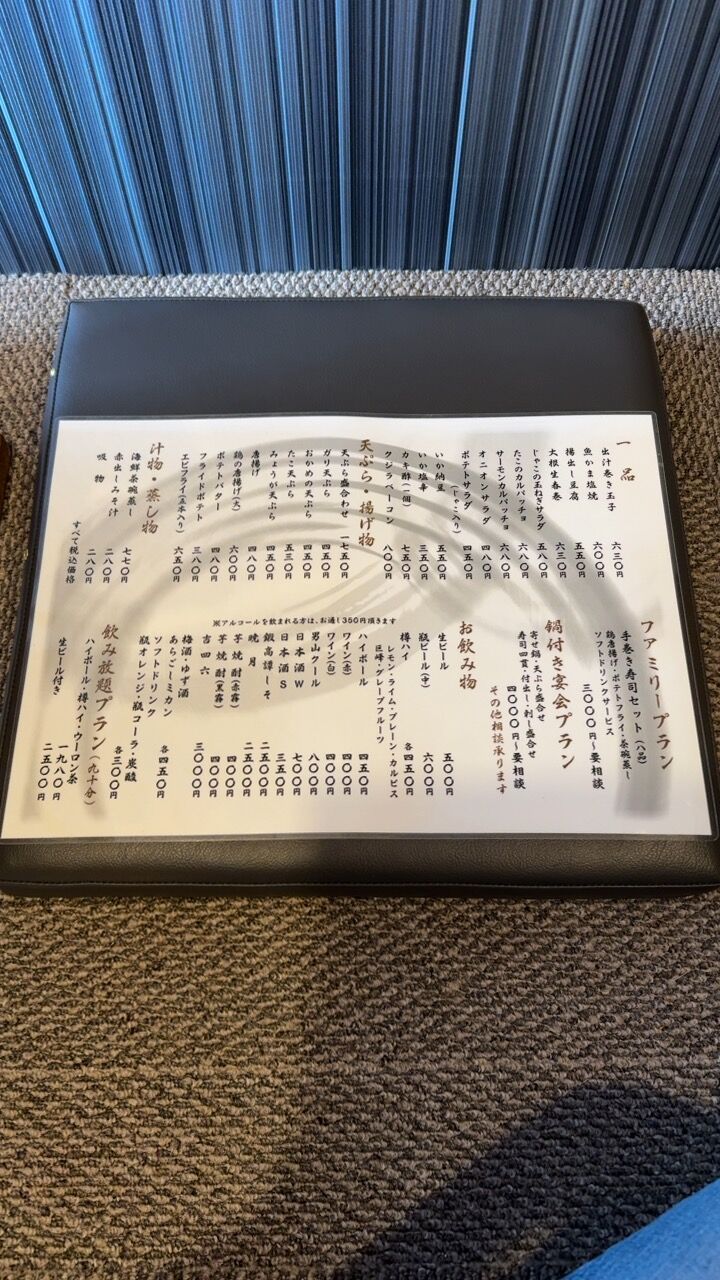 一品
出汁巻き玉子 六三〇円
魚かま塩焼 六〇〇円
揚出し豆腐 五五〇円
大根生春巻 六三〇円
じゃこの玉ねぎサラダ 五八〇円
たこのカルパッチョ 六八〇円
サーモンカルパッチョ 六八〇円
オニオンサラダ 四八〇円
ポテトサラダ（じゃこ入り） 四五〇円
いか納豆 五五〇円
いか塩辛 三五〇円
カキ酢（二個） 七五〇円
クジラベーコン 八〇〇円
天ぷら・揚げ物
天ぷら盛合わせ 一七五〇円
ガリ天ぷら 四五〇円
おかめの天ぷら 四五〇円
たこ天ぷら 五三〇円
みょうが天ぷら 四五〇円
唐揚げ 四八〇円
鶏の唐揚げ（大） 六〇〇円
ポテトバター 四八〇円
フライドポテト 三八〇円
エビフライ（五本入り） 六五〇円
汁物・蒸し物
海鮮茶碗蒸し 七七〇円
赤出しみそ汁 二八〇円
吸物 二八〇円
すべて税込価格
ファミリープラン
手巻き寿司セット（八品）
鶏唐揚げ・ポテトフライ・茶碗蒸し
ソフトドリンクサービス
三〇〇〇円〜要相談
鍋付き宴会プラン
寄せ鍋・天ぷら盛合せ
寿司四貫・付出し・刺し盛合せ
四〇〇〇円〜要相談
その他相談承ります
お飲み物
※アルコールを飲まれる方は、お通し350円頂きます
生ビール 五五〇円
瓶ビール（中） 六〇〇円
樽ハイ 各四五〇円
レモン・ライム・プレーン・カルピス
巨峰・グレープフルーツ
ハイボール 四五〇円
ワイン（赤） 四〇〇円
ワイン（白） 四〇〇円
男山クール 八〇〇円
日本酒W 七〇〇円
日本酒S 三五〇円
鍛高譚しそ 二五〇〇円
晩月 二五〇〇円
芋焼酎（赤霧） 四〇〇円
芋焼酎（黒霧） 四〇〇円
吉四六 三〇〇〇円
梅酒・ゆず酒
あらごしミカン 各四五〇円
ソフトドリンク
瓶オレンジ・瓶コーラ・炭酸 各三〇〇円
飲み放題プラン（九十分）
ハイボール・樽ハイ・ウーロン茶 一九八〇円
生ビール付き 二五〇〇円